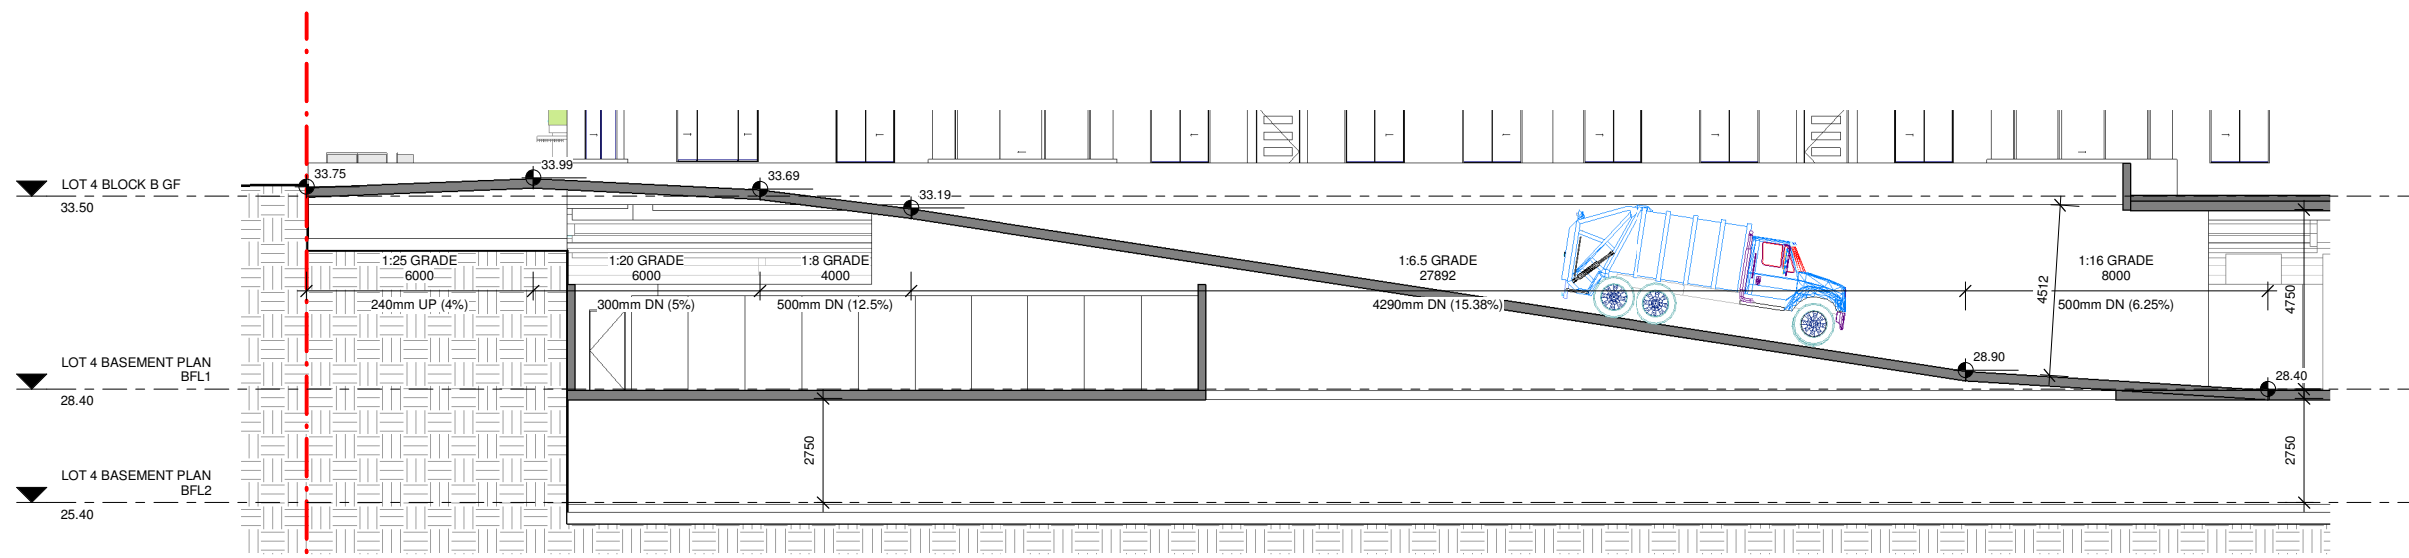 33.99
33.75
33.69
LOT 4 BLOCK B GF
33.50
33.19
1:25 GRADE
6000
240mm UP (4%)
1:20 GRADE
6000
300mm DN (5%)
1:8 GRADE
4000
500mm DN (12.5%)
1:6.5 GRADE
27892
4290mm DN (15.38%)
4512
1:16 GRADE
8000
500mm DN (6.25%)
4750
28.90
28.40
LOT 4 BASEMENT PLAN
BFL1
28.40
2750
2750
LOT 4 BASEMENT PLAN
BFL2
25.40